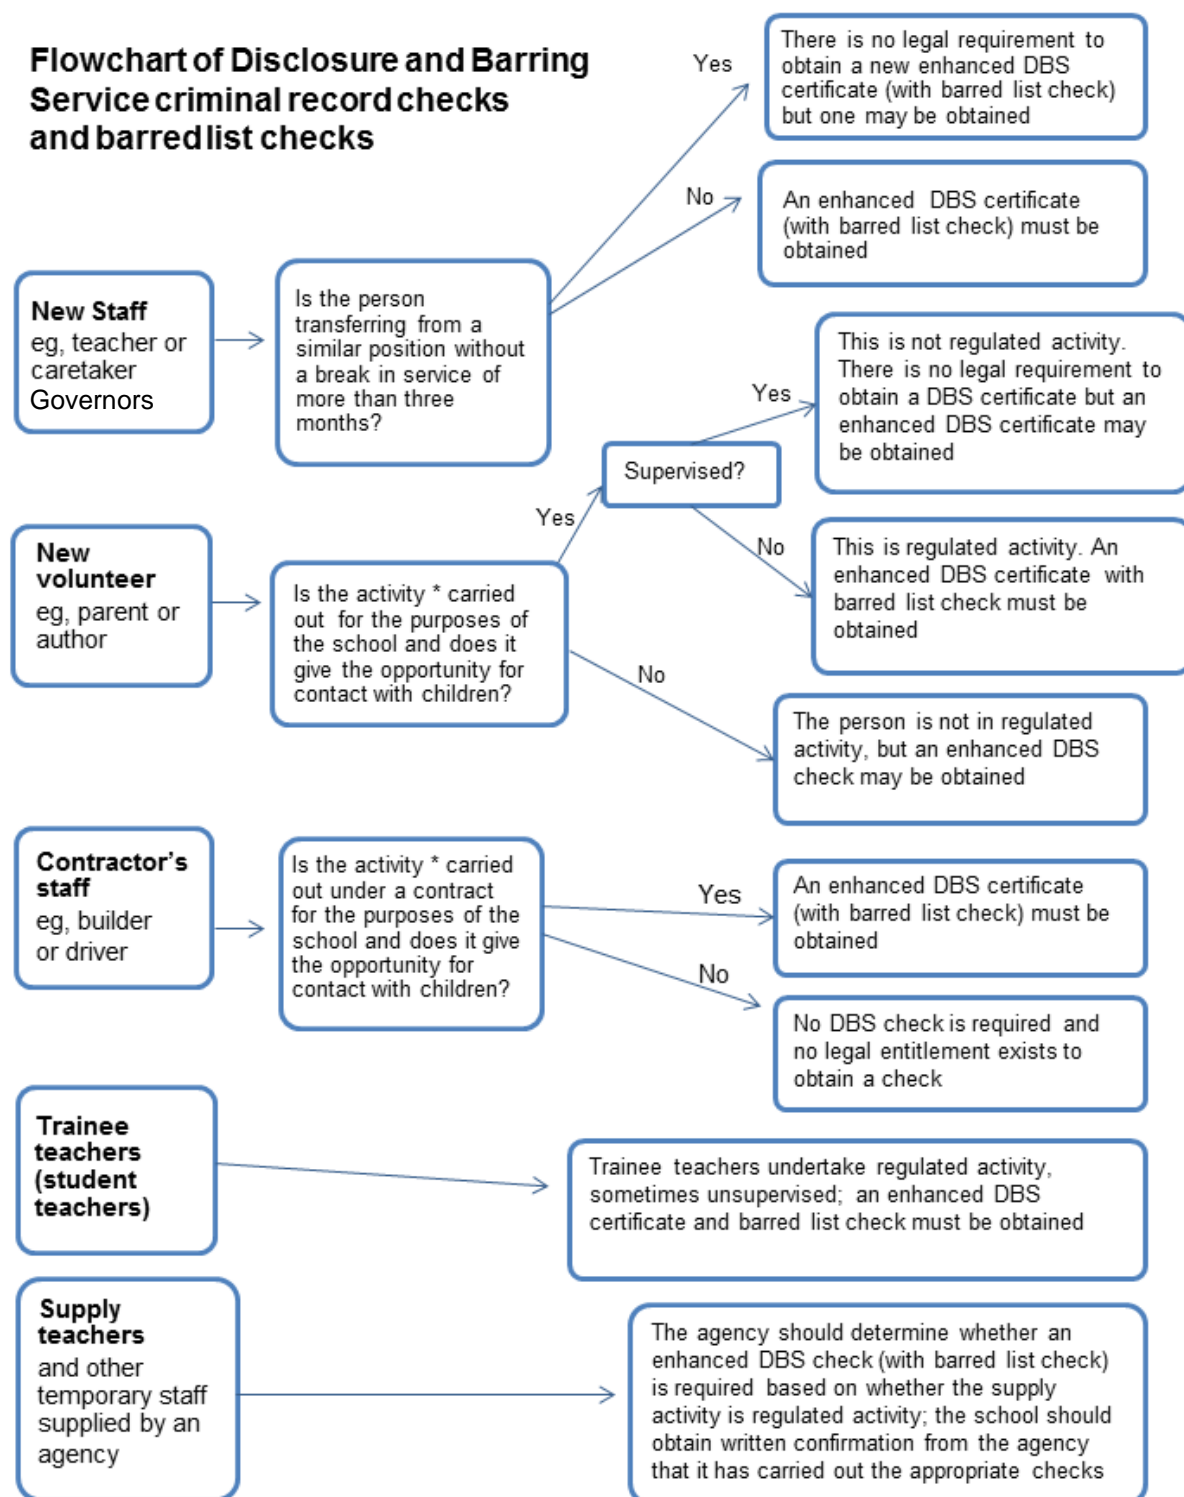 Flowchart of Disclosure and Barring
Service criminal record checks
and barred list checks
Yes
There is no legal requirement to
obtain a new enhanced DBS
certificate (with barred list check)
but one may be obtained
No
An enhanced DBS certificate
(with barred list check) must be
obtained
New Staff
eg, teacher or
caretaker
Governors
Is the person
transferring from a
similar position without
a break in service of
more than three
months?
This is not regulated activity.
There is no legal requirement to
obtain a DBS certificate but an
enhanced DBS certificate may
be obtained
Yes
Supervised?
Yes
No
This is regulated activity. An
enhanced DBS certificate with
barred list check must be
obtained
New
volunteer
eg, parent or
author
Is the activity * carried
out for the purposes of
the school and does it
give the opportunity for
contact with children?
No
The person is not in regulated
activity, but an enhanced DBS
check may be obtained
Contractor's
staff
eg, builder
or driver
Is the activity * carried
out under a contract
for the purposes of the
school and does it give
the opportunity for
contact with children?
Yes
An enhanced DBS certificate
(with barred list check) must be
obtained
No
No DBS check is required and
no legal entitlement exists to
obtain a check
Trainee
teachers
(student
teachers)
Trainee teachers undertake regulated activity,
sometimes unsupervised; an enhanced DBS
certificate and barred list check must be obtained
Supply
teachers
and other
temporary staff
supplied by an
agency
The agency should determine whether an
enhanced DBS check (with barred list check)
is required based on whether the supply
activity is regulated activity; the school should
obtain written confirmation from the agency
that it has carried out the appropriate checks